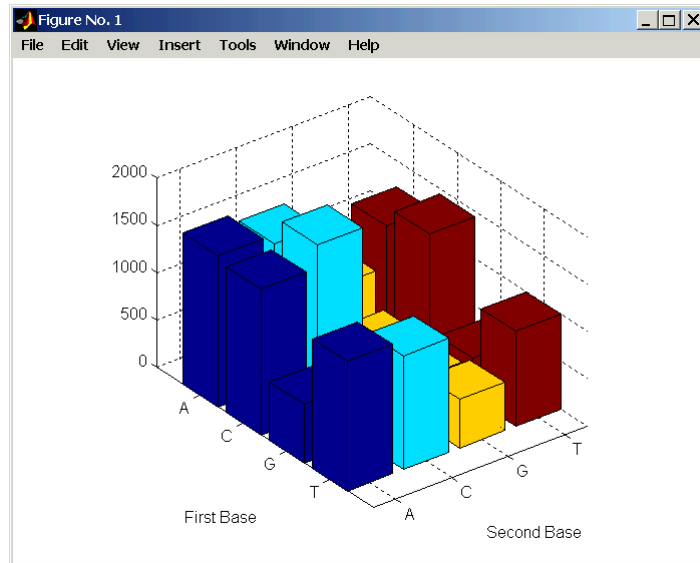 Figure No. 1
File Edit View Insert Tools Window Help
2000
1500
1000
500
0
A
C
G
T
First Base
A
C
G
T
Second Base